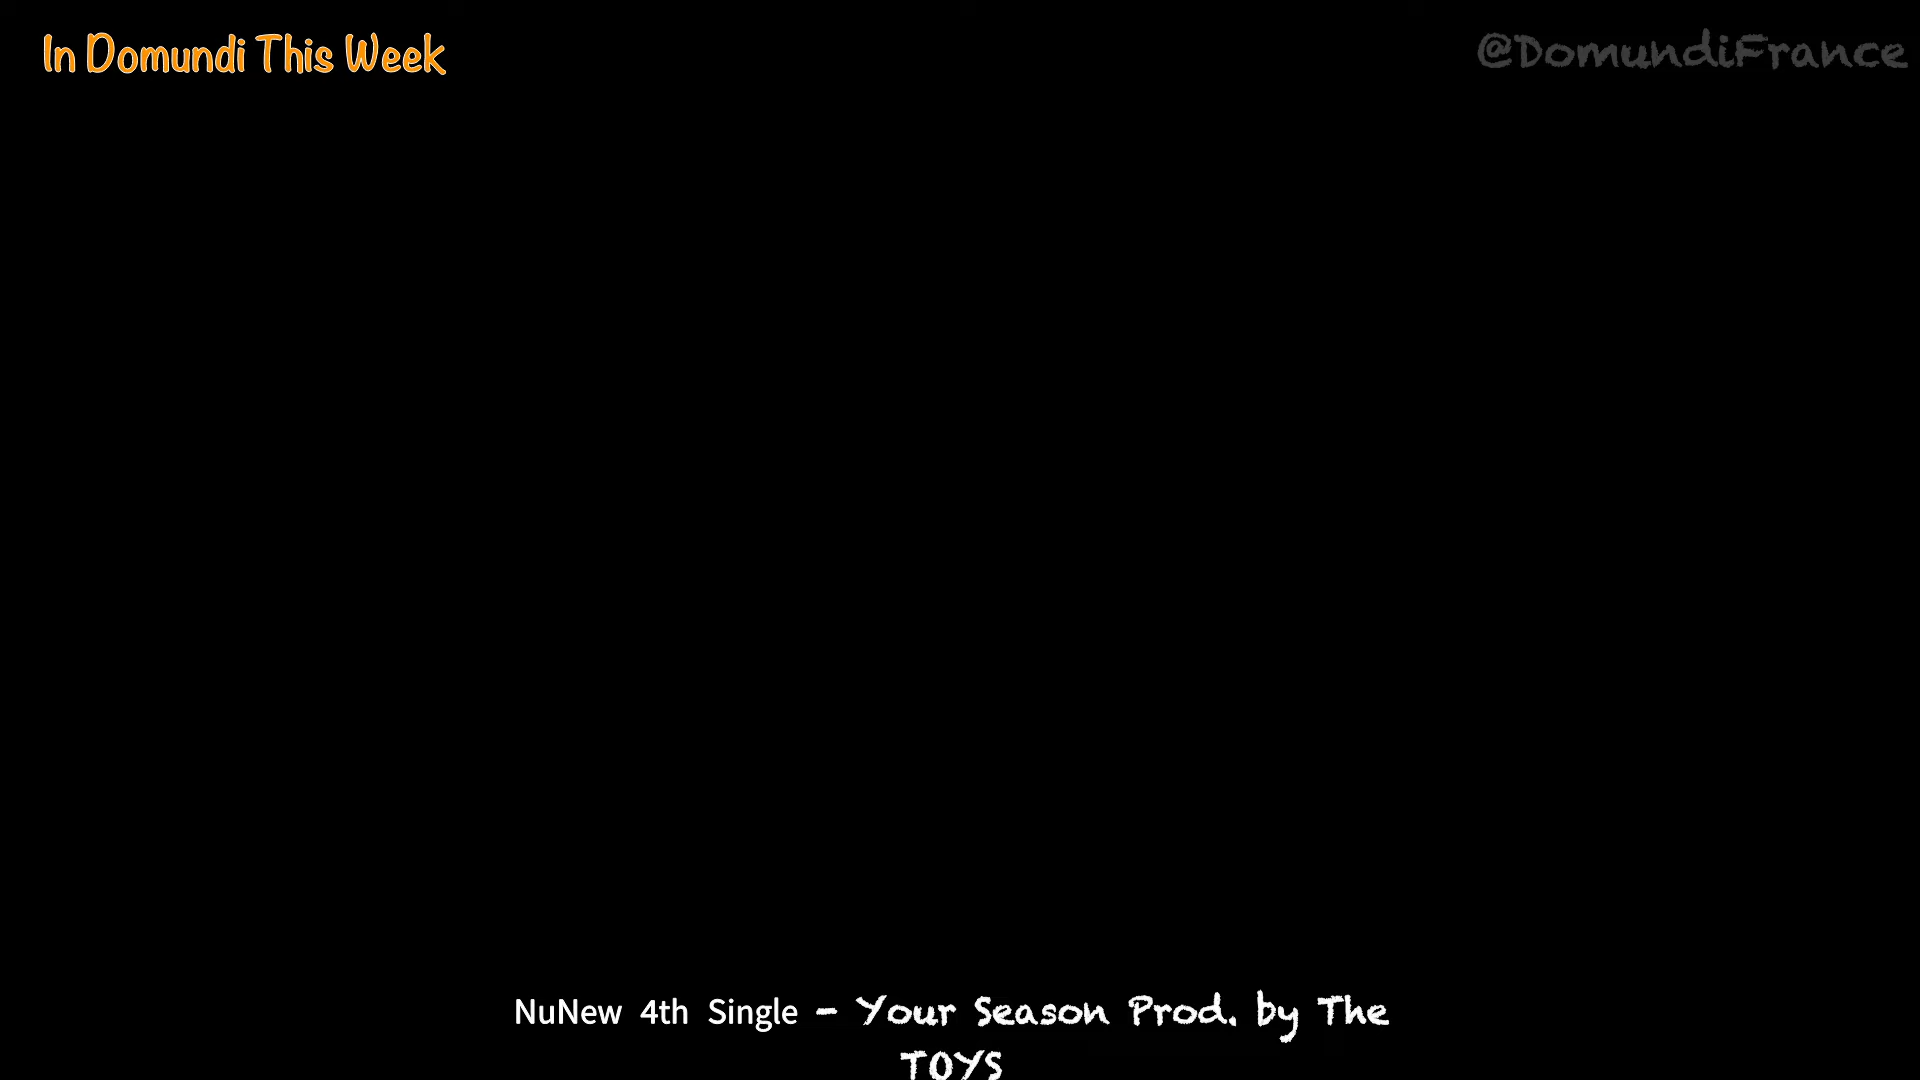 In Domundi This Week
@DomundiFrance
NuNew 4th Single - Your Season Prod. by The
TOYS